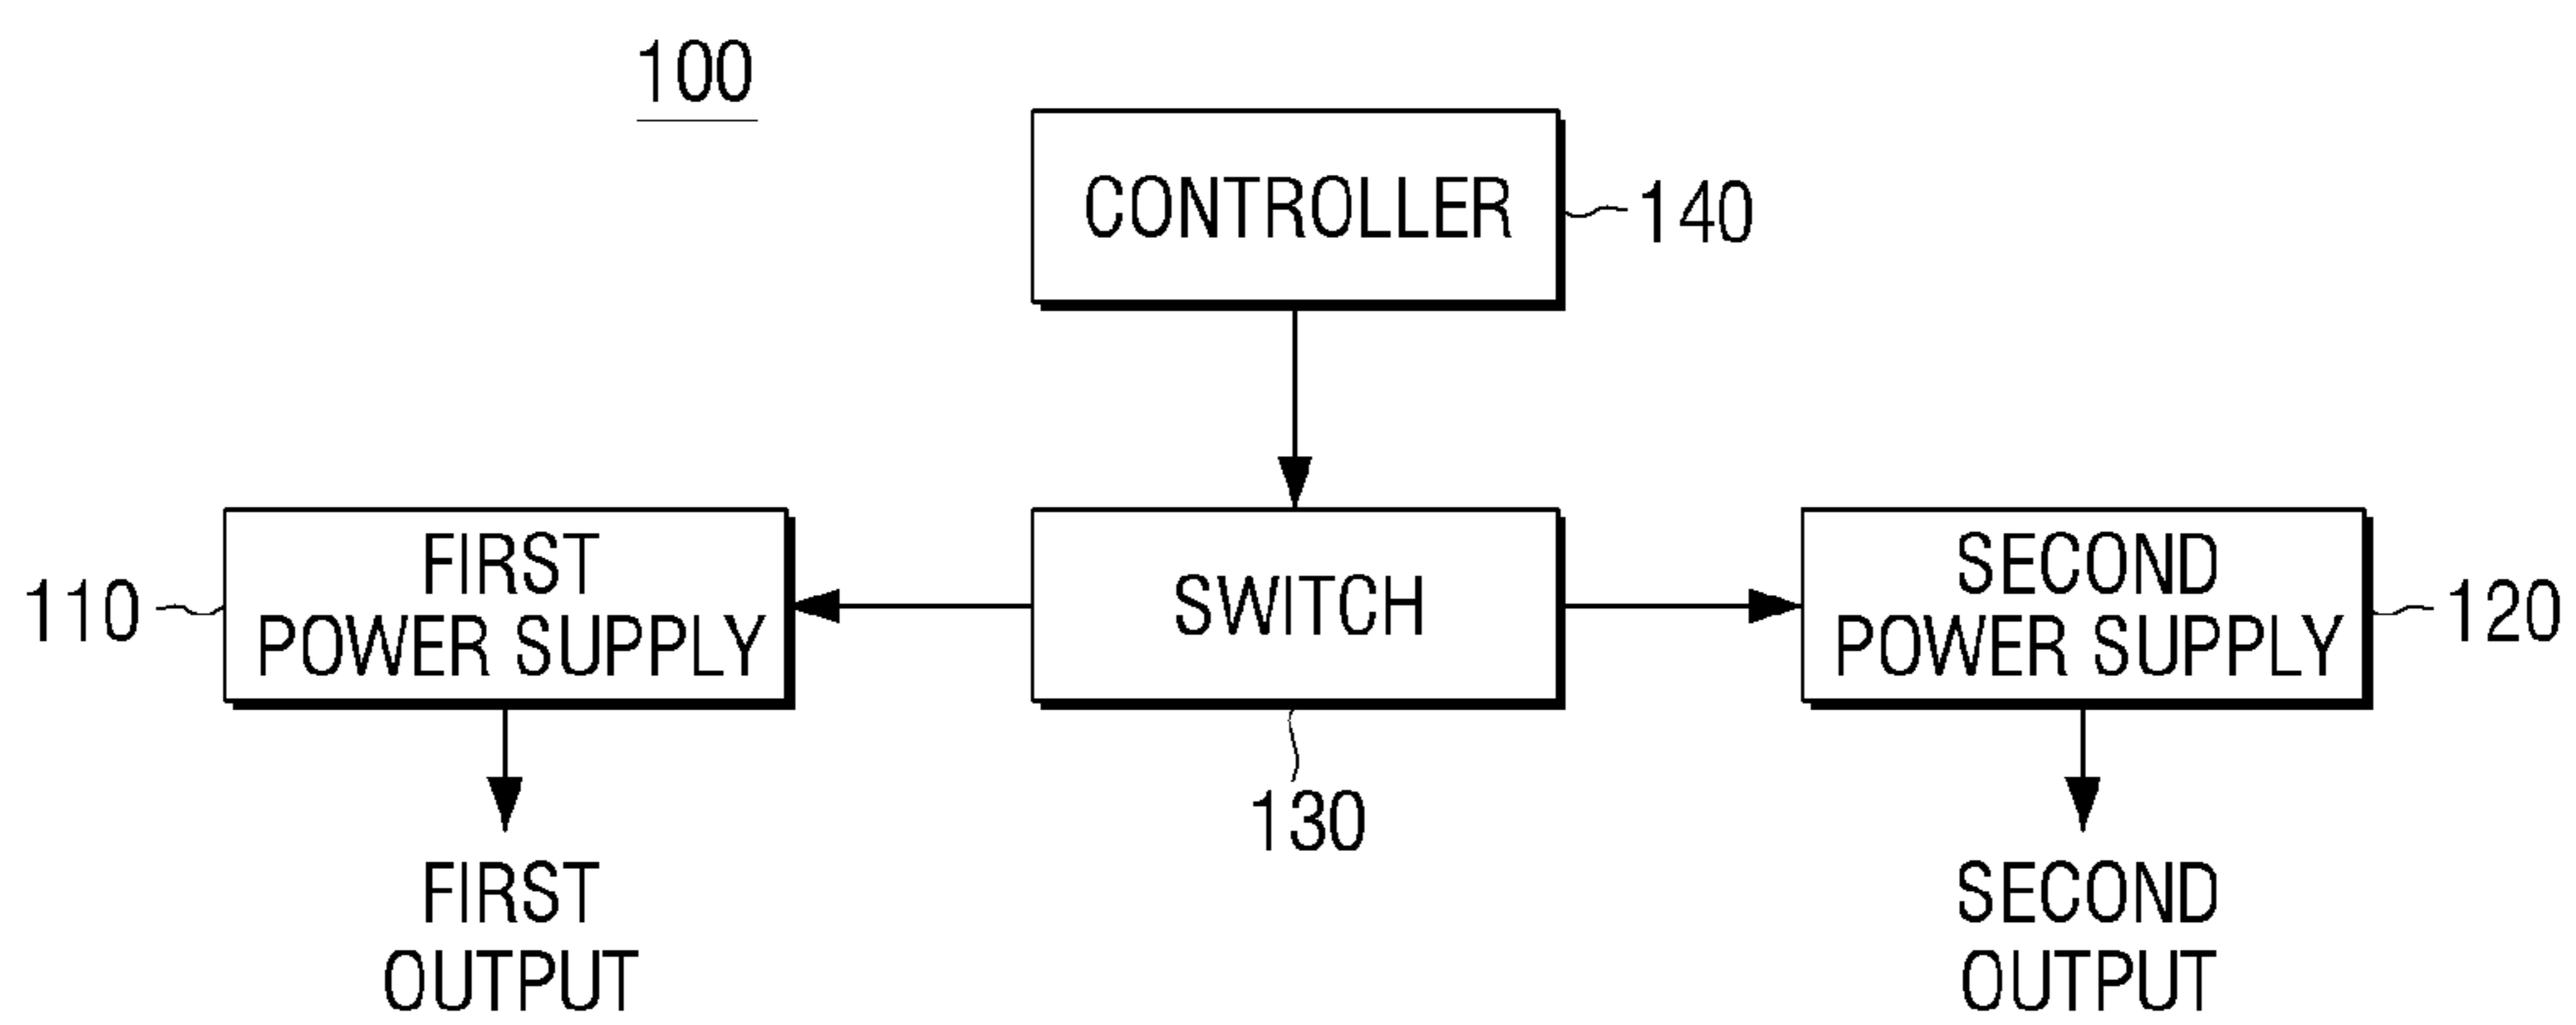 100
CONTROLLER
140
110
FIRST
POWER SUPPLY
SWITCH
SECOND
POWER SUPPLY
120
130
FIRST
OUTPUT
SECOND
OUTPUT